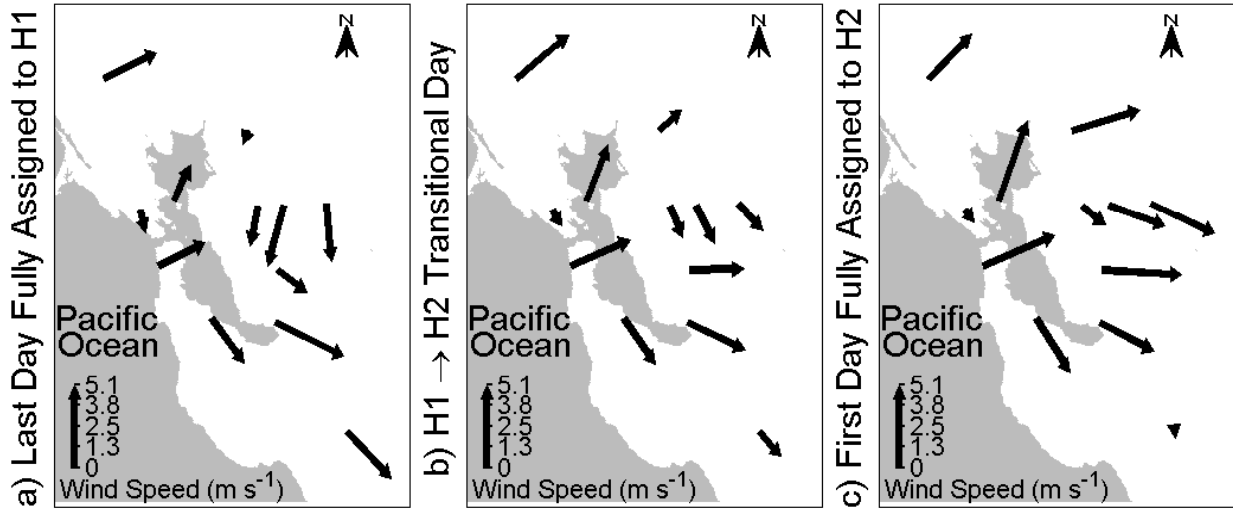 a) Last Day Fully Assigned to H1
N
Pacific
Ocean
5.1
3.8
2.5
1.3
0
Wind Speed (m s⁻¹)
b) H1 → H2 Transitional Day
N
Pacific
Ocean
5.1
3.8
2.5
1.3
0
Wind Speed (m s⁻¹)
c) First Day Fully Assigned to H2
N
Pacific
Ocean
5.1
3.8
2.5
1.3
0
Wind Speed (m s⁻¹)